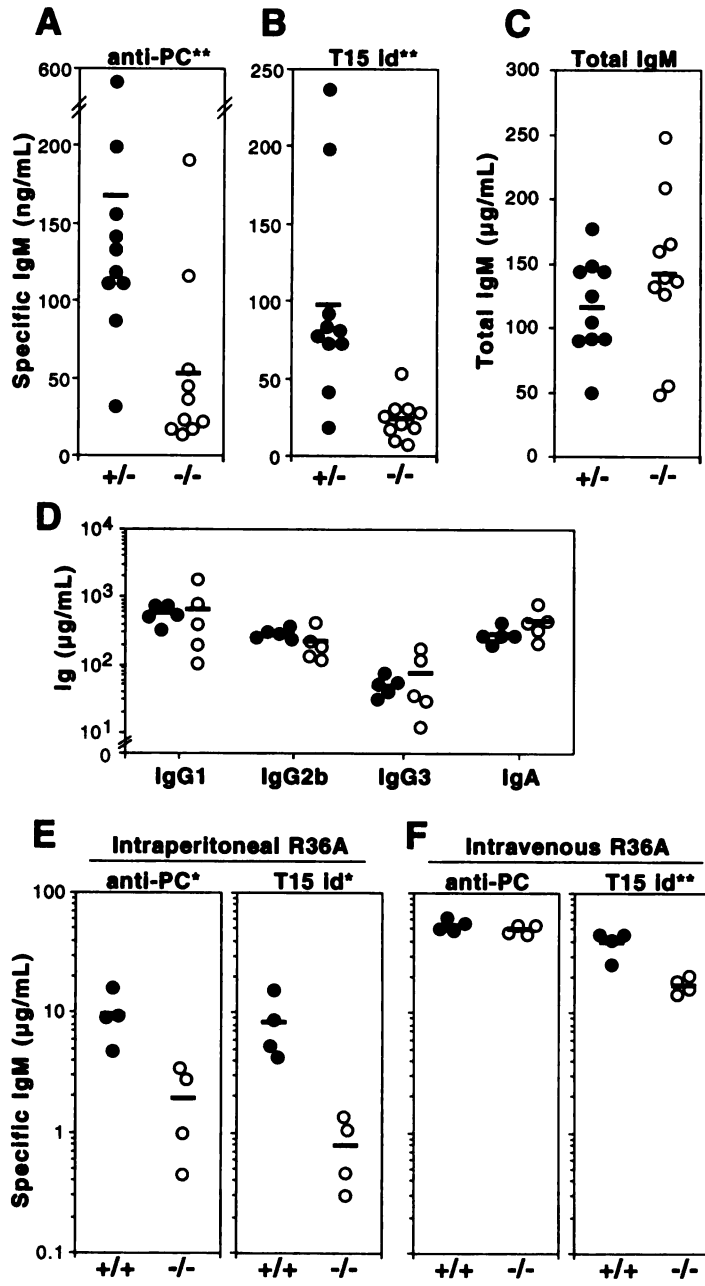 A B C
anti-PC** T15 id** Total IgM
Specific IgM (ng/mL)
600
200
150
100
50
0
+/- -/-
250
200
150
100
50
0
+/- -/-
Total IgM (µg/mL)
300
250
200
150
100
50
0
+/- -/-
D
Ig (µg/mL)
10⁴
10³
10²
10¹
0
IgG1 IgG2b IgG3 IgA
E F
Intraperitoneal R36A Intravenous R36A
anti-PC* T15 id* anti-PC T15 id**
Specific IgM (µg/mL)
100
10
1
0.1
+/+ -/- +/+ -/- +/+ -/- +/+ -/-